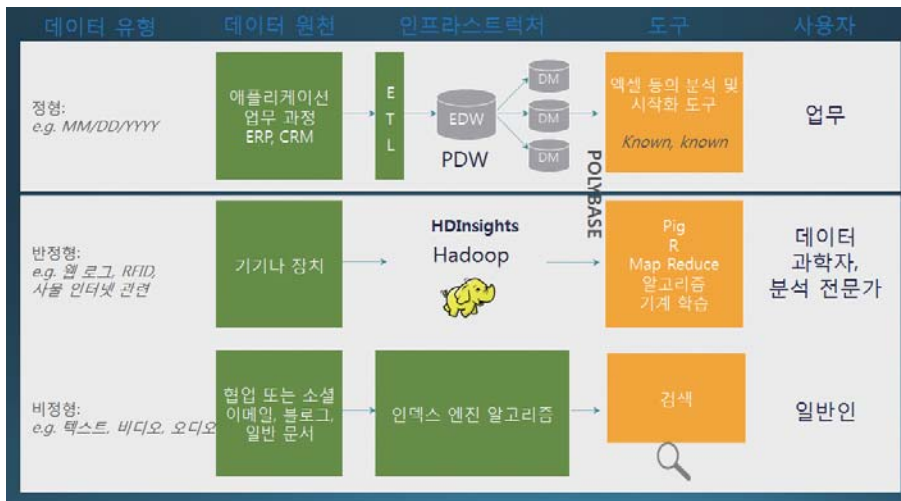 데이터 유형
데이터 원천
인프라스트럭처
도구
사용자
정형:
e.g. MM/DD/YYYY
애플리케이션
업무 과정
ERP, CRM
E
T
L
EDW
PDW
DM
DM
DM
엑셀 등의 분석 및
시작화 도구
Known, known
업무
POLYBASE
반정형:
e.g. 웹 로그, RFID,
사물 인터넷 관련
기기나 장치
HDInsights
Hadoop
Pig
R
Map Reduce
알고리즘
기계 학습
데이터
과학자,
분석 전문가
비정형:
e.g. 텍스트, 비디오, 오디오
협업 또는 소셜
이메일, 블로그,
일반 문서
인덱스 엔진 알고리즘
검색
일반인